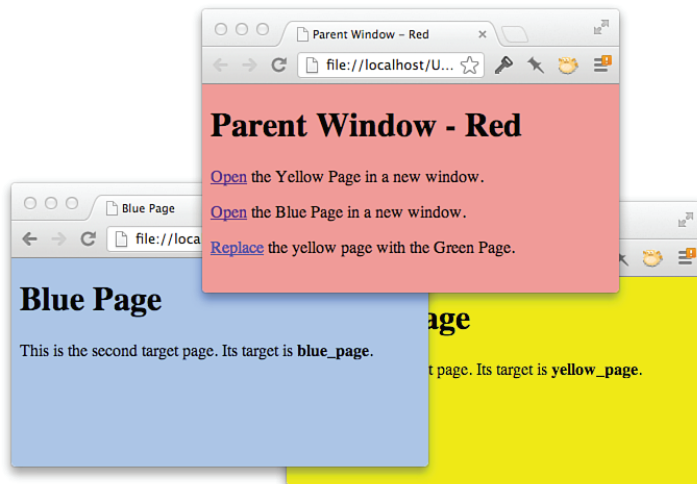 Parent Window - Red
file://localhost/U...
Parent Window - Red
Open the Yellow Page in a new window.
Open the Blue Page in a new window.
Replace the yellow page with the Green Page.
Blue Page
file://loca
Blue Page
This is the second target page. Its target is blue_page.
page. Its target is yellow_page.